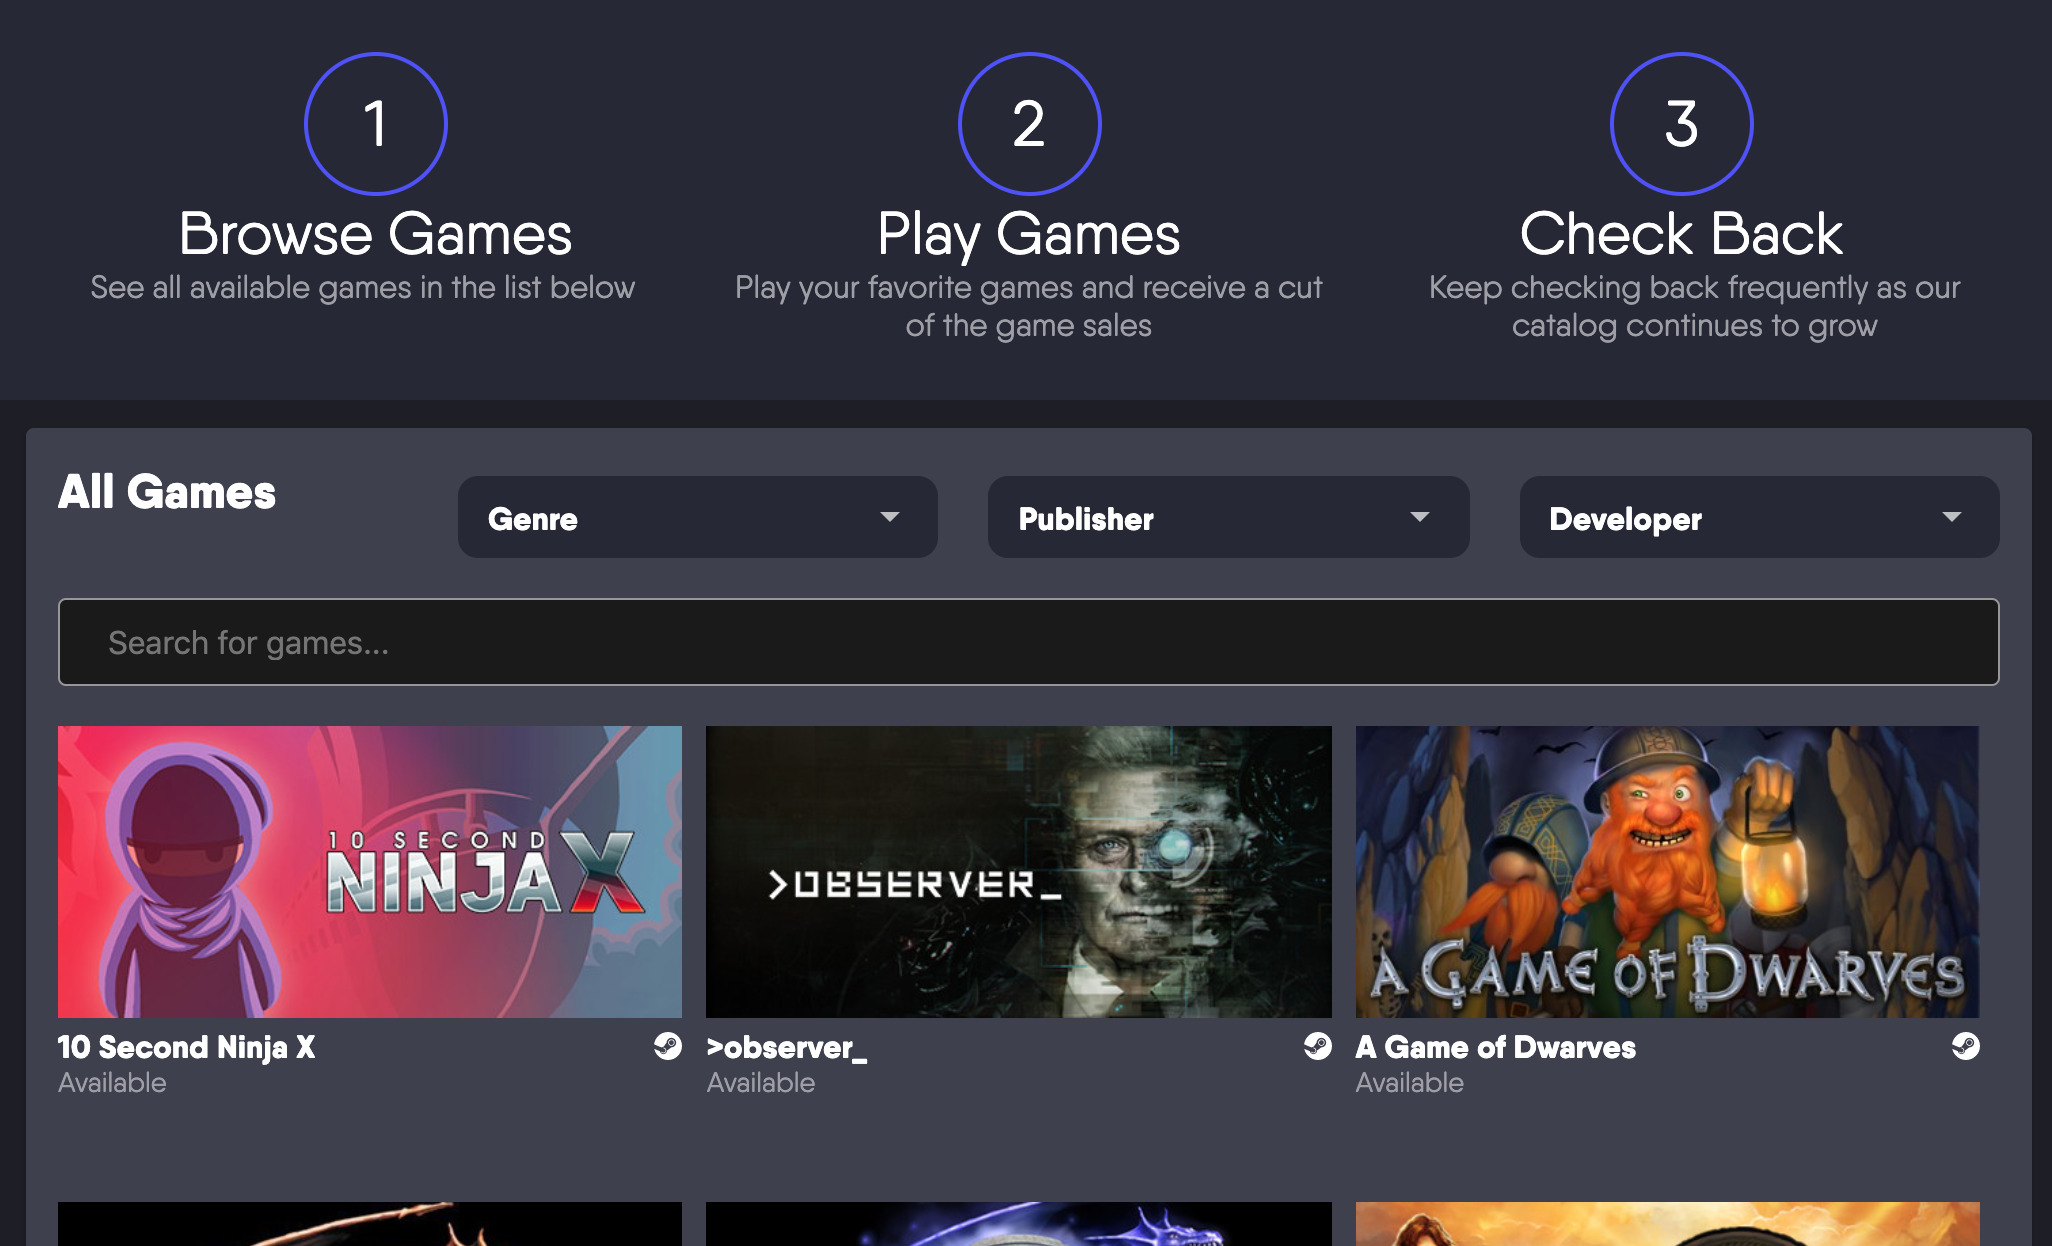 1
Browse Games
See all available games in the list below
2
Play Games
Play your favorite games and receive a cut
of the game sales
3
Check Back
Keep checking back frequently as our
catalog continues to grow
All Games
Genre
Publisher
Developer
Search for games...
10 SECOND
NINJA X
>OBSERVER_
A GAME OF DWARVES
10 Second Ninja X
Available
>observer_
Available
A Game of Dwarves
Available